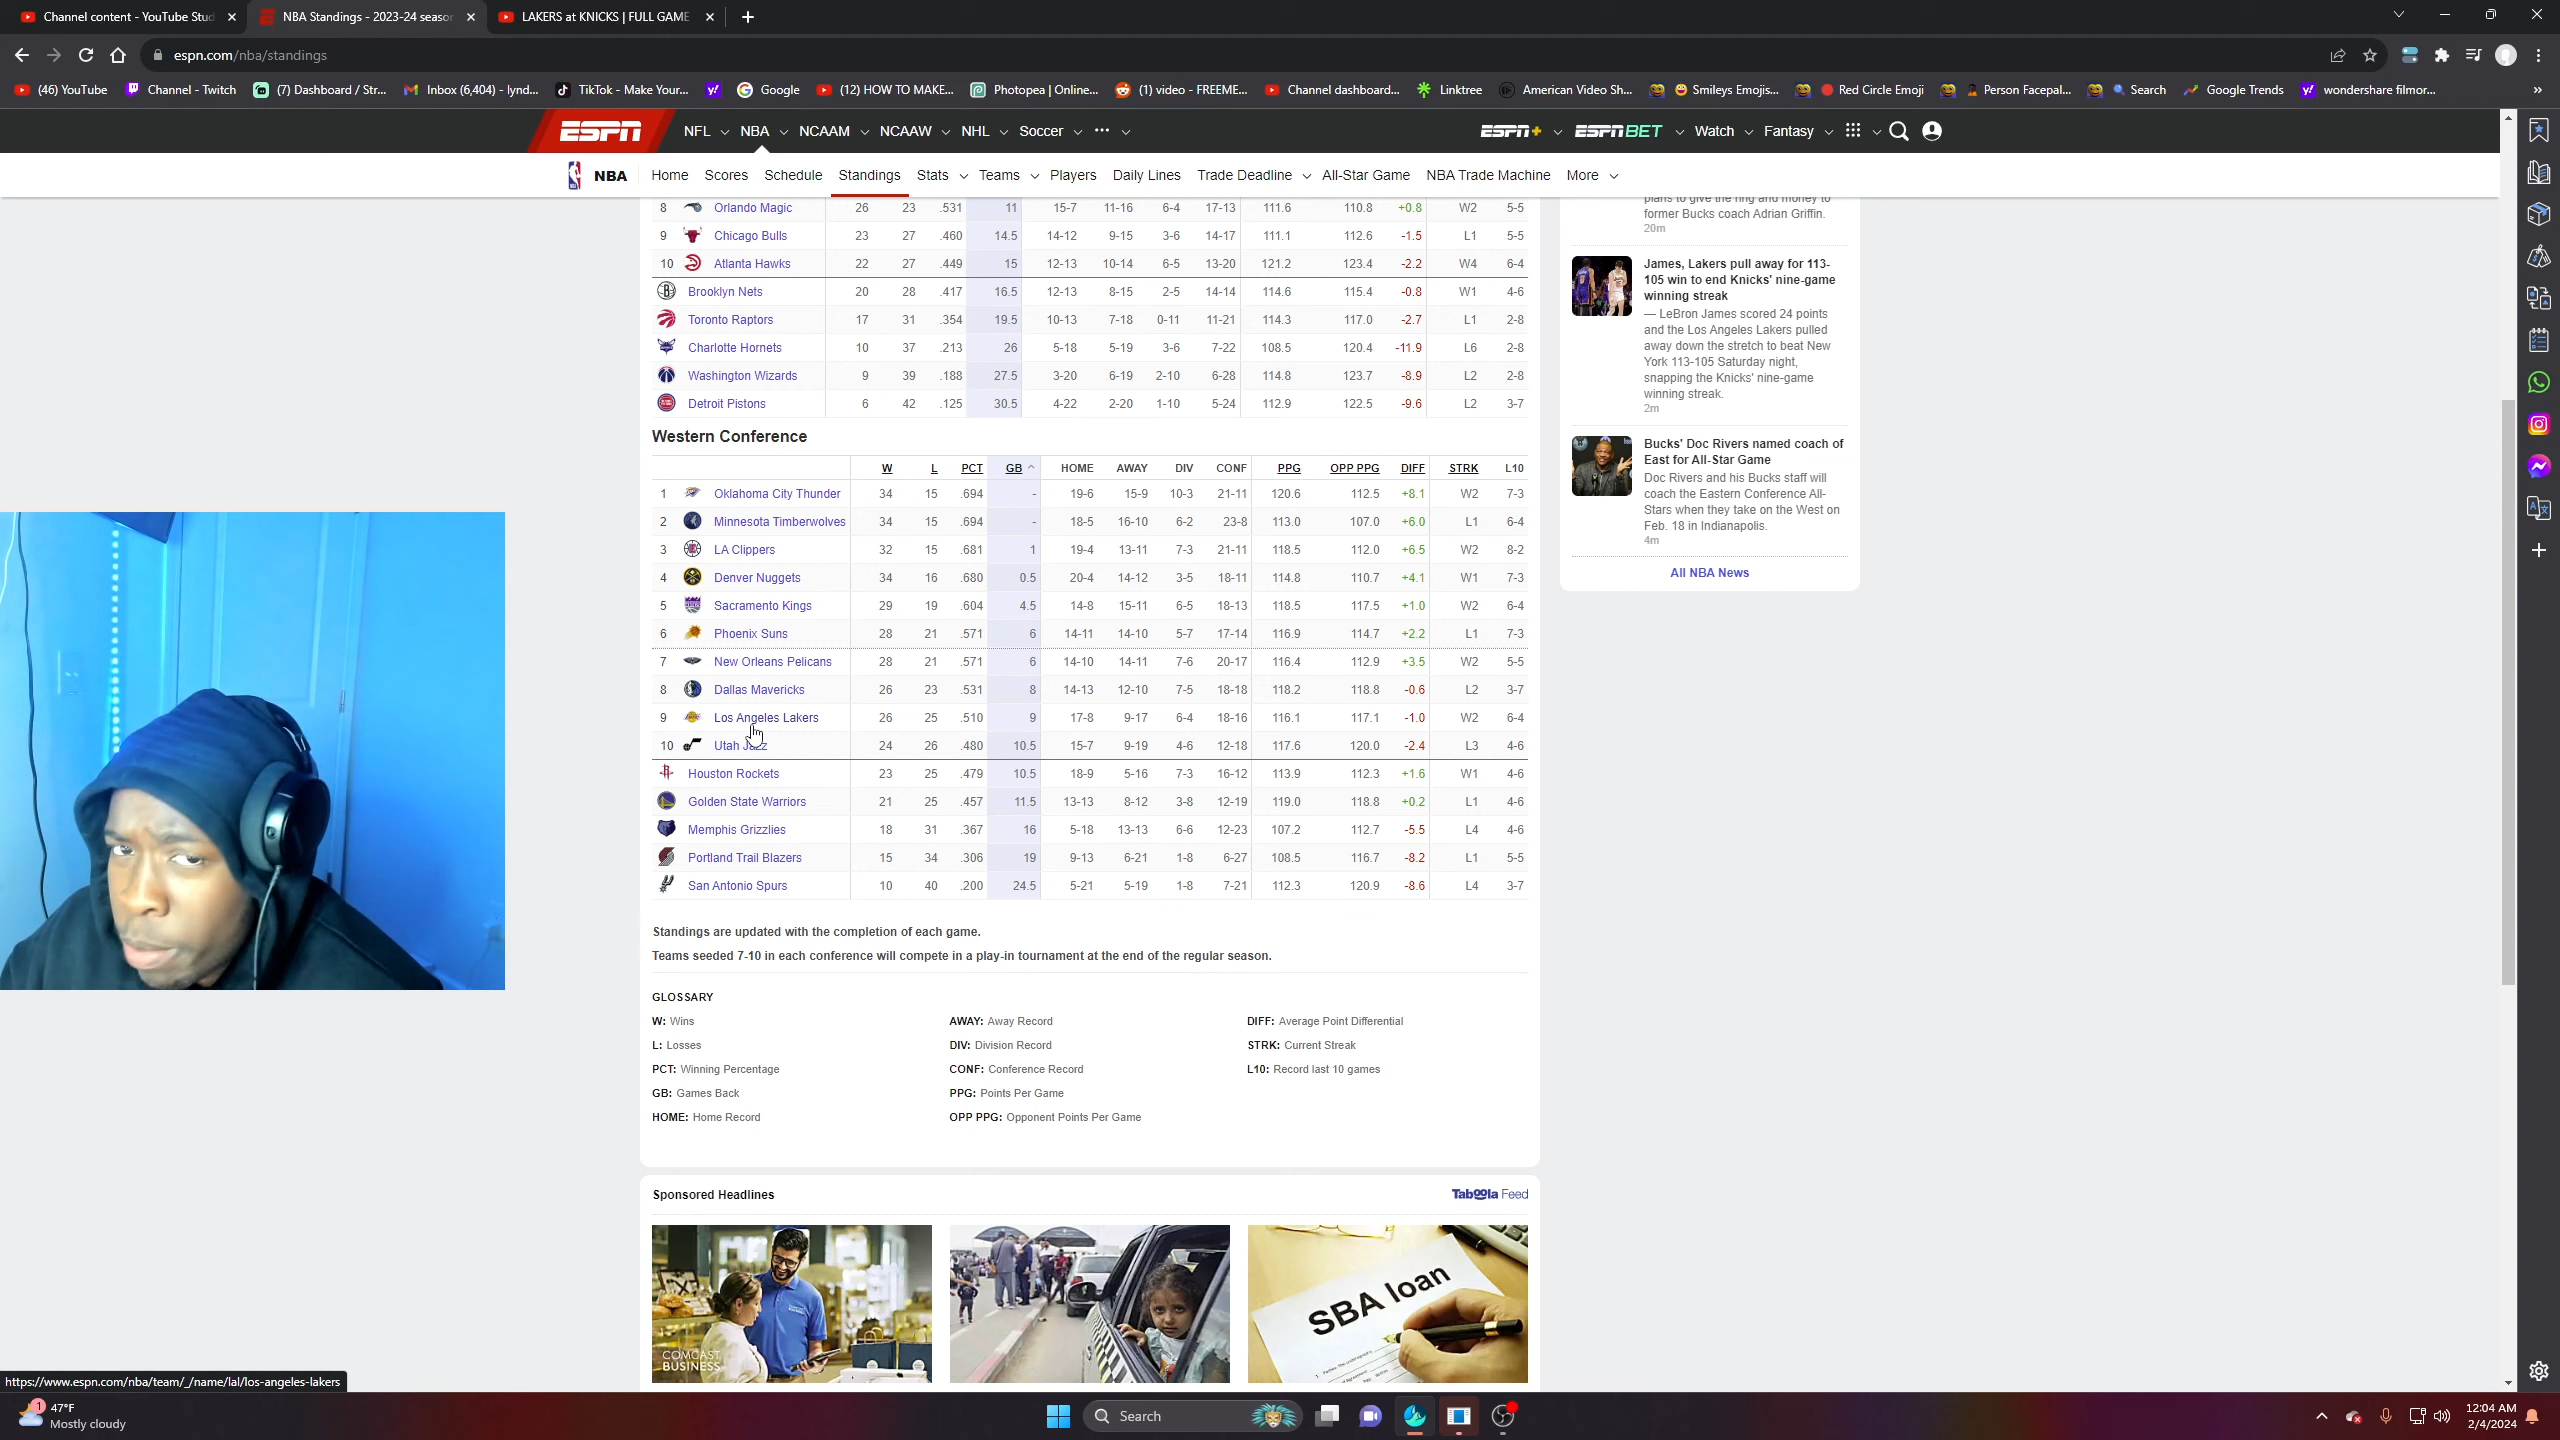 Channel content - YouTube Stud
NBA Standings - 2023-24 season
LAKERS at KNICKS | FULL GAME
espn.com/nba/standings
(46) YouTube
Channel - Twitch
(7) Dashboard / Str...
Inbox (6,404) - lynd...
TikTok - Make Your...
Google
(12) HOW TO MAKE...
Photopea | Online...
(1) video - FREEME...
Channel dashboard...
Linktree
American Video Sh...
Smileys Emojis...
Red Circle Emoji
Person Facepal...
Search
Google Trends
wondershare filmor...
ESPN NFL NBA NCAAM NCAAW NHL Soccer ... ESPN+ ESPN BET Watch Fantasy
NBA Home Scores Schedule Standings Stats Teams Players Daily Lines Trade Deadline All-Star Game NBA Trade Machine More
8 Orlando Magic 26 23 .531 11 15-7 11-16 6-4 17-13 111.6 110.8 +0.8 W2 5-5
9 Chicago Bulls 23 27 .460 14.5 14-12 9-15 3-6 14-17 111.1 112.6 -1.5 L1 5-5
10 Atlanta Hawks 22 27 .449 15 12-13 10-14 6-5 13-20 121.2 123.4 -2.2 W4 6-4
Brooklyn Nets 20 28 .417 16.5 12-13 8-15 2-5 14-14 114.6 115.4 -0.8 W1 4-6
Toronto Raptors 17 31 .354 19.5 10-13 7-18 0-11 11-21 114.3 117.0 -2.7 L1 2-8
Charlotte Hornets 10 37 .213 26 5-18 5-19 3-6 7-22 108.5 120.4 -11.9 L6 2-8
Washington Wizards 9 39 .188 27.5 3-20 6-19 2-10 6-28 114.8 123.7 -8.9 L2 2-8
Detroit Pistons 6 42 .125 30.5 4-22 2-20 1-10 5-24 112.9 122.5 -9.6 L2 3-7
Western Conference
W L PCT GB HOME AWAY DIV CONF PPG OPP PPG DIFF STRK L10
1 Oklahoma City Thunder 34 15 .694 - 19-6 15-9 10-3 21-11 120.6 112.5 +8.1 W2 7-3
2 Minnesota Timberwolves 34 15 .694 - 18-5 16-10 6-2 23-8 113.0 107.0 +6.0 L1 6-4
3 LA Clippers 32 15 .681 1 19-4 13-11 7-3 21-11 118.5 112.0 +6.5 W2 8-2
4 Denver Nuggets 34 16 .680 0.5 20-4 14-12 3-5 18-11 114.8 110.7 +4.1 W1 7-3
5 Sacramento Kings 29 19 .604 4.5 14-8 15-11 6-5 18-13 118.5 117.5 +1.0 W2 6-4
6 Phoenix Suns 28 21 .571 6 14-11 14-10 5-7 17-14 116.9 114.7 +2.2 L1 7-3
7 New Orleans Pelicans 28 21 .571 6 14-10 14-11 7-6 20-17 116.4 112.9 +3.5 W2 5-5
8 Dallas Mavericks 26 23 .531 8 14-13 12-10 7-5 18-18 118.2 118.8 -0.6 L2 3-7
9 Los Angeles Lakers 26 25 .510 9 17-8 9-17 6-4 18-16 116.1 117.1 -1.0 W2 6-4
10 Utah Jazz 24 26 .480 10.5 15-7 9-19 4-6 12-18 117.6 120.0 -2.4 L3 4-6
Houston Rockets 23 25 .479 10.5 18-9 5-16 7-3 16-12 113.9 112.3 +1.6 W1 4-6
Golden State Warriors 21 25 .457 11.5 13-13 8-12 3-8 12-19 119.0 118.8 +0.2 L1 4-6
Memphis Grizzlies 18 31 .367 16 5-18 13-13 6-6 12-23 107.2 112.7 -5.5 L4 4-6
Portland Trail Blazers 15 34 .306 19 9-13 6-21 1-8 6-27 108.5 116.7 -8.2 L1 5-5
San Antonio Spurs 10 40 .200 24.5 5-21 5-19 1-8 7-21 112.3 120.9 -8.6 L4 3-7
Standings are updated with the completion of each game.
Teams seeded 7-10 in each conference will compete in a play-in tournament at the end of the regular season.
GLOSSARY
W: Wins
L: Losses
PCT: Winning Percentage
GB: Games Back
HOME: Home Record
AWAY: Away Record
DIV: Division Record
CONF: Conference Record
PPG: Points Per Game
OPP PPG: Opponent Points Per Game
DIFF: Average Point Differential
STRK: Current Streak
L10: Record last 10 games
plans to give the ring and money to
former Bucks coach Adrian Griffin.
20m
James, Lakers pull away for 113-
105 win to end Knicks' nine-game
winning streak
— LeBron James scored 24 points
and the Los Angeles Lakers pulled
away down the stretch to beat New
York 113-105 Saturday night,
snapping the Knicks' nine-game
winning streak.
2m
Bucks' Doc Rivers named coach of
East for All-Star Game
Doc Rivers and his Bucks staff will
coach the Eastern Conference All-
Stars when they take on the West on
Feb. 18 in Indianapolis.
4m
All NBA News
Sponsored Headlines
Taboola Feed
COMCAST
BUSINESS
SBA loan
https://www.espn.com/nba/team/_/name/lal/los-angeles-lakers
1
47°F
Mostly cloudy
Search
12:04 AM
2/4/2024